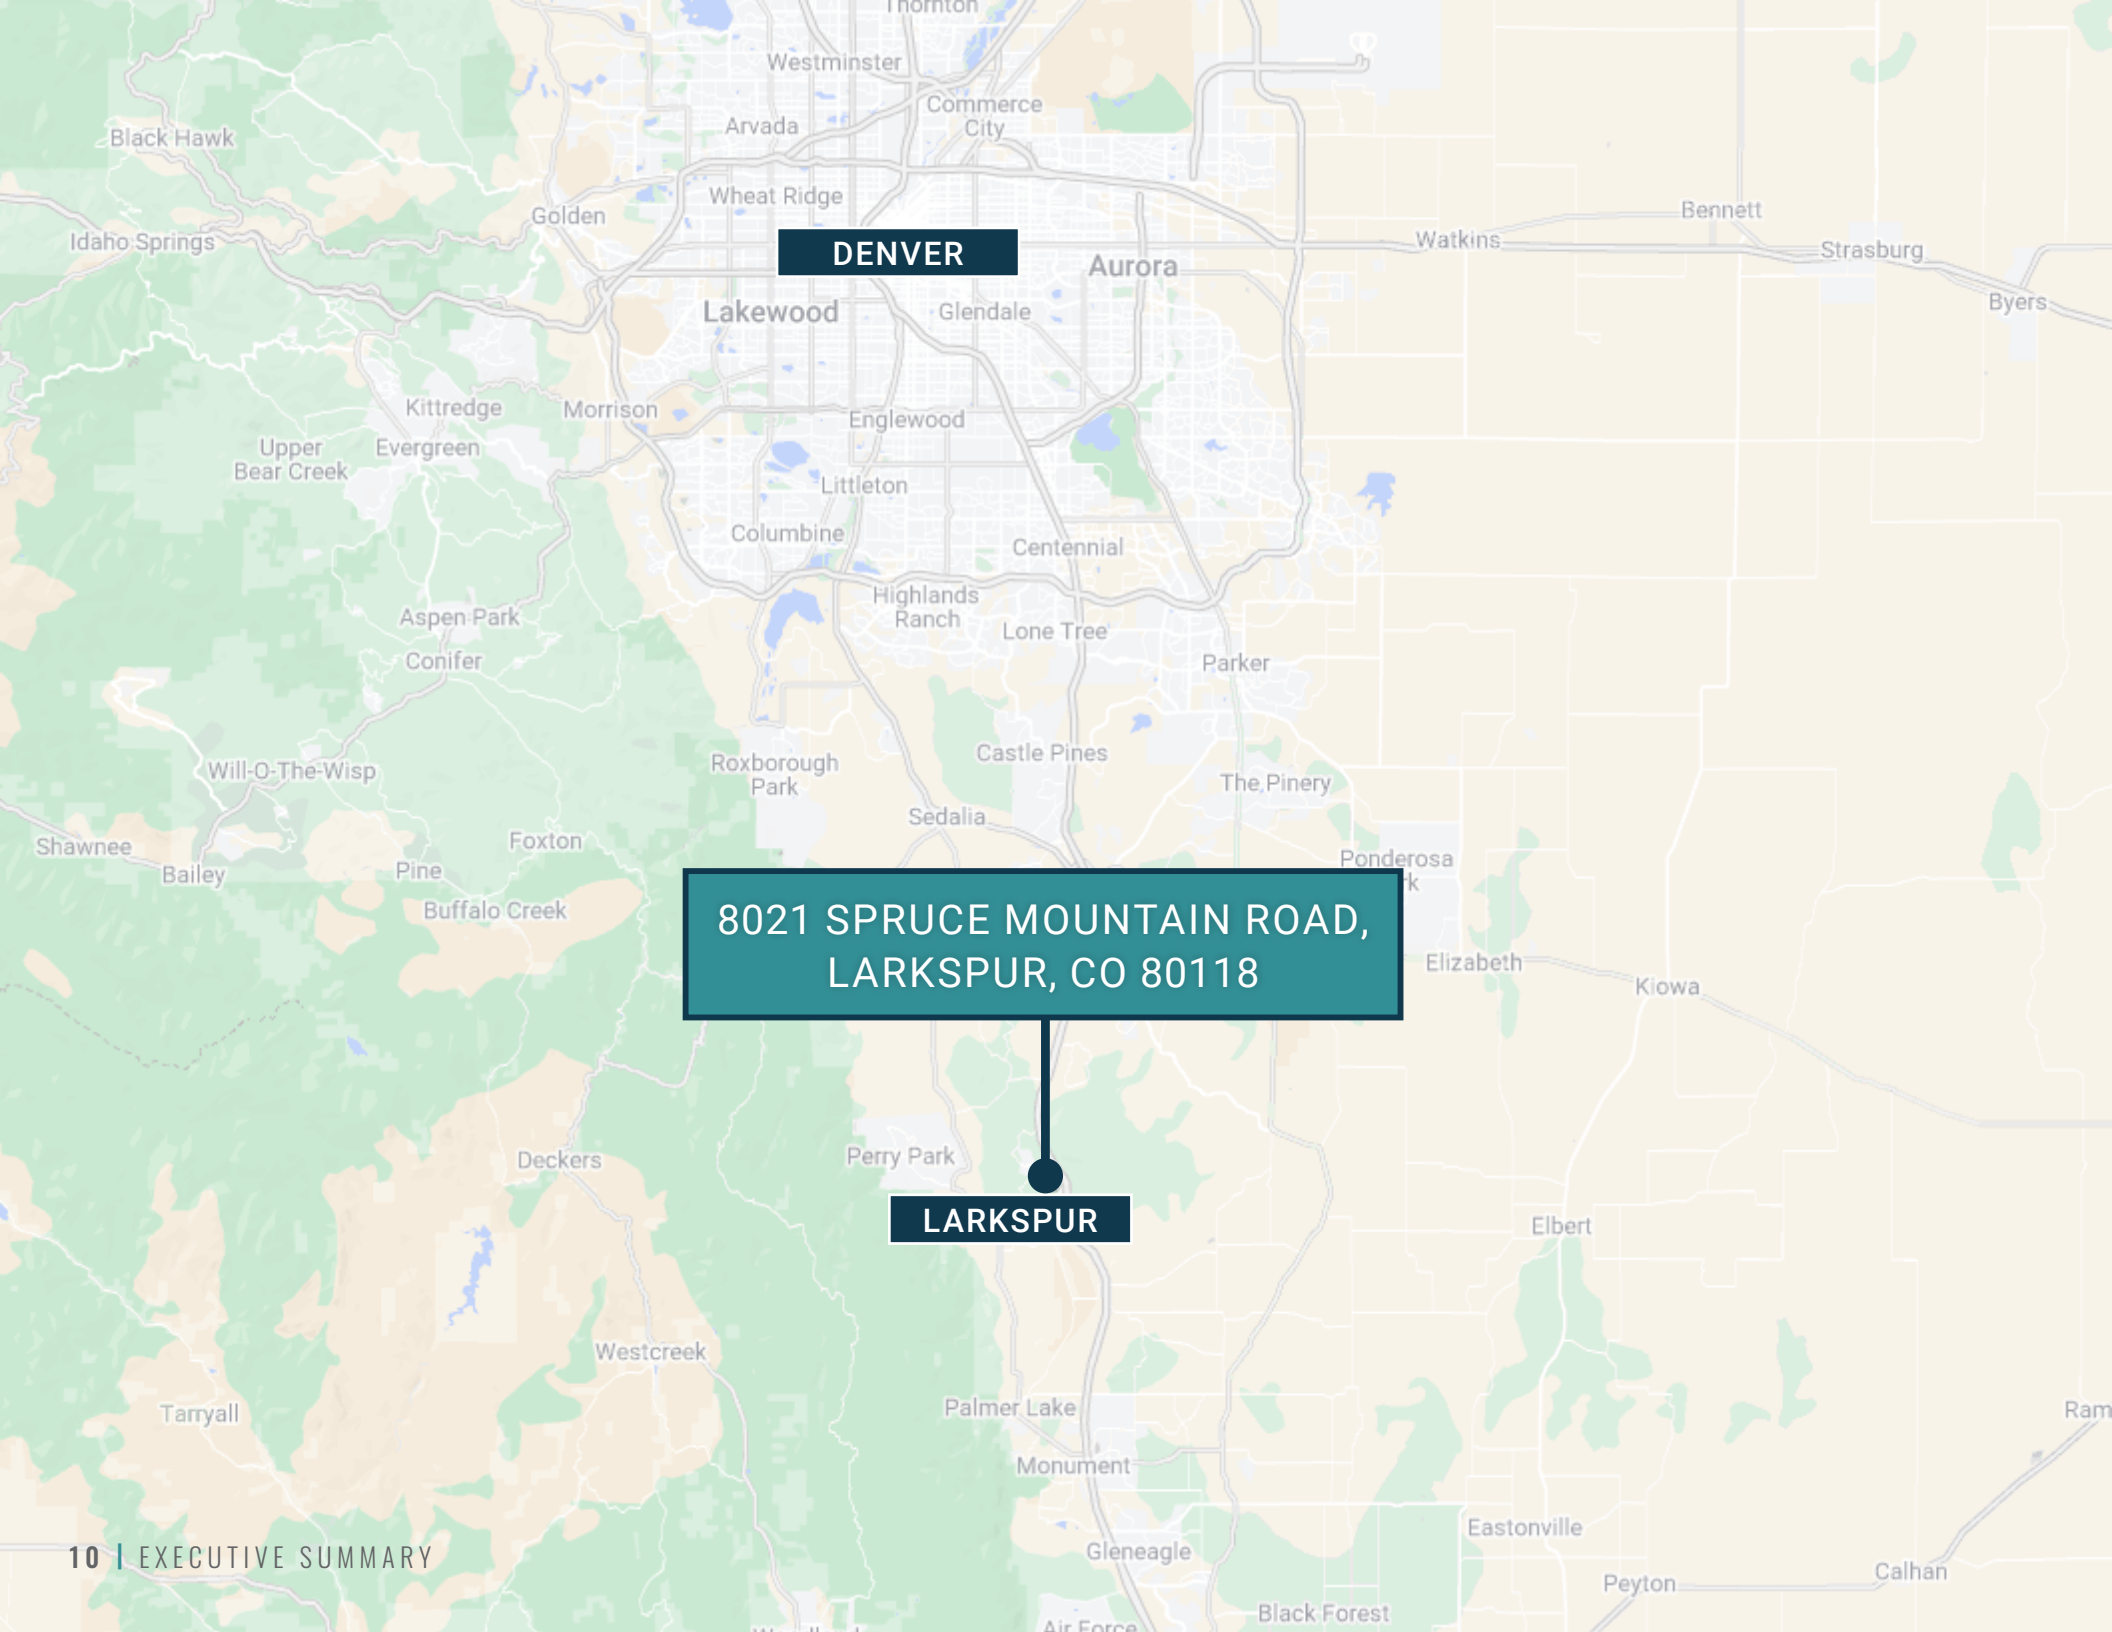 Thornton
Westminster
Commerce
City
Arvada
Black Hawk
Wheat Ridge
Golden
Bennett
Idaho Springs
Watkins
Strasburg
DENVER
Aurora
Byers
Lakewood
Glendale
Kittredge
Morrison
Englewood
Upper
Bear Creek
Evergreen
Littleton
Columbine
Centennial
Highlands
Ranch
Aspen Park
Lone Tree
Conifer
Parker
Roxborough
Park
Castle Pines
Will-O-The-Wisp
The Pinery
Sedalia
Shawnee
Foxton
Bailey
Pine
Ponderosa
rk
Buffalo Creek
8021 SPRUCE MOUNTAIN ROAD,
LARKSPUR, CO 80118
Elizabeth
Kiowa
Perry Park
Deckers
LARKSPUR
Elbert
Westcreek
Palmer Lake
Tarryall
Ram
Monument
Eastonville
Gleneagle
Calhan
Peyton
Black Forest
Air Force
10 | EXECUTIVE SUMMARY